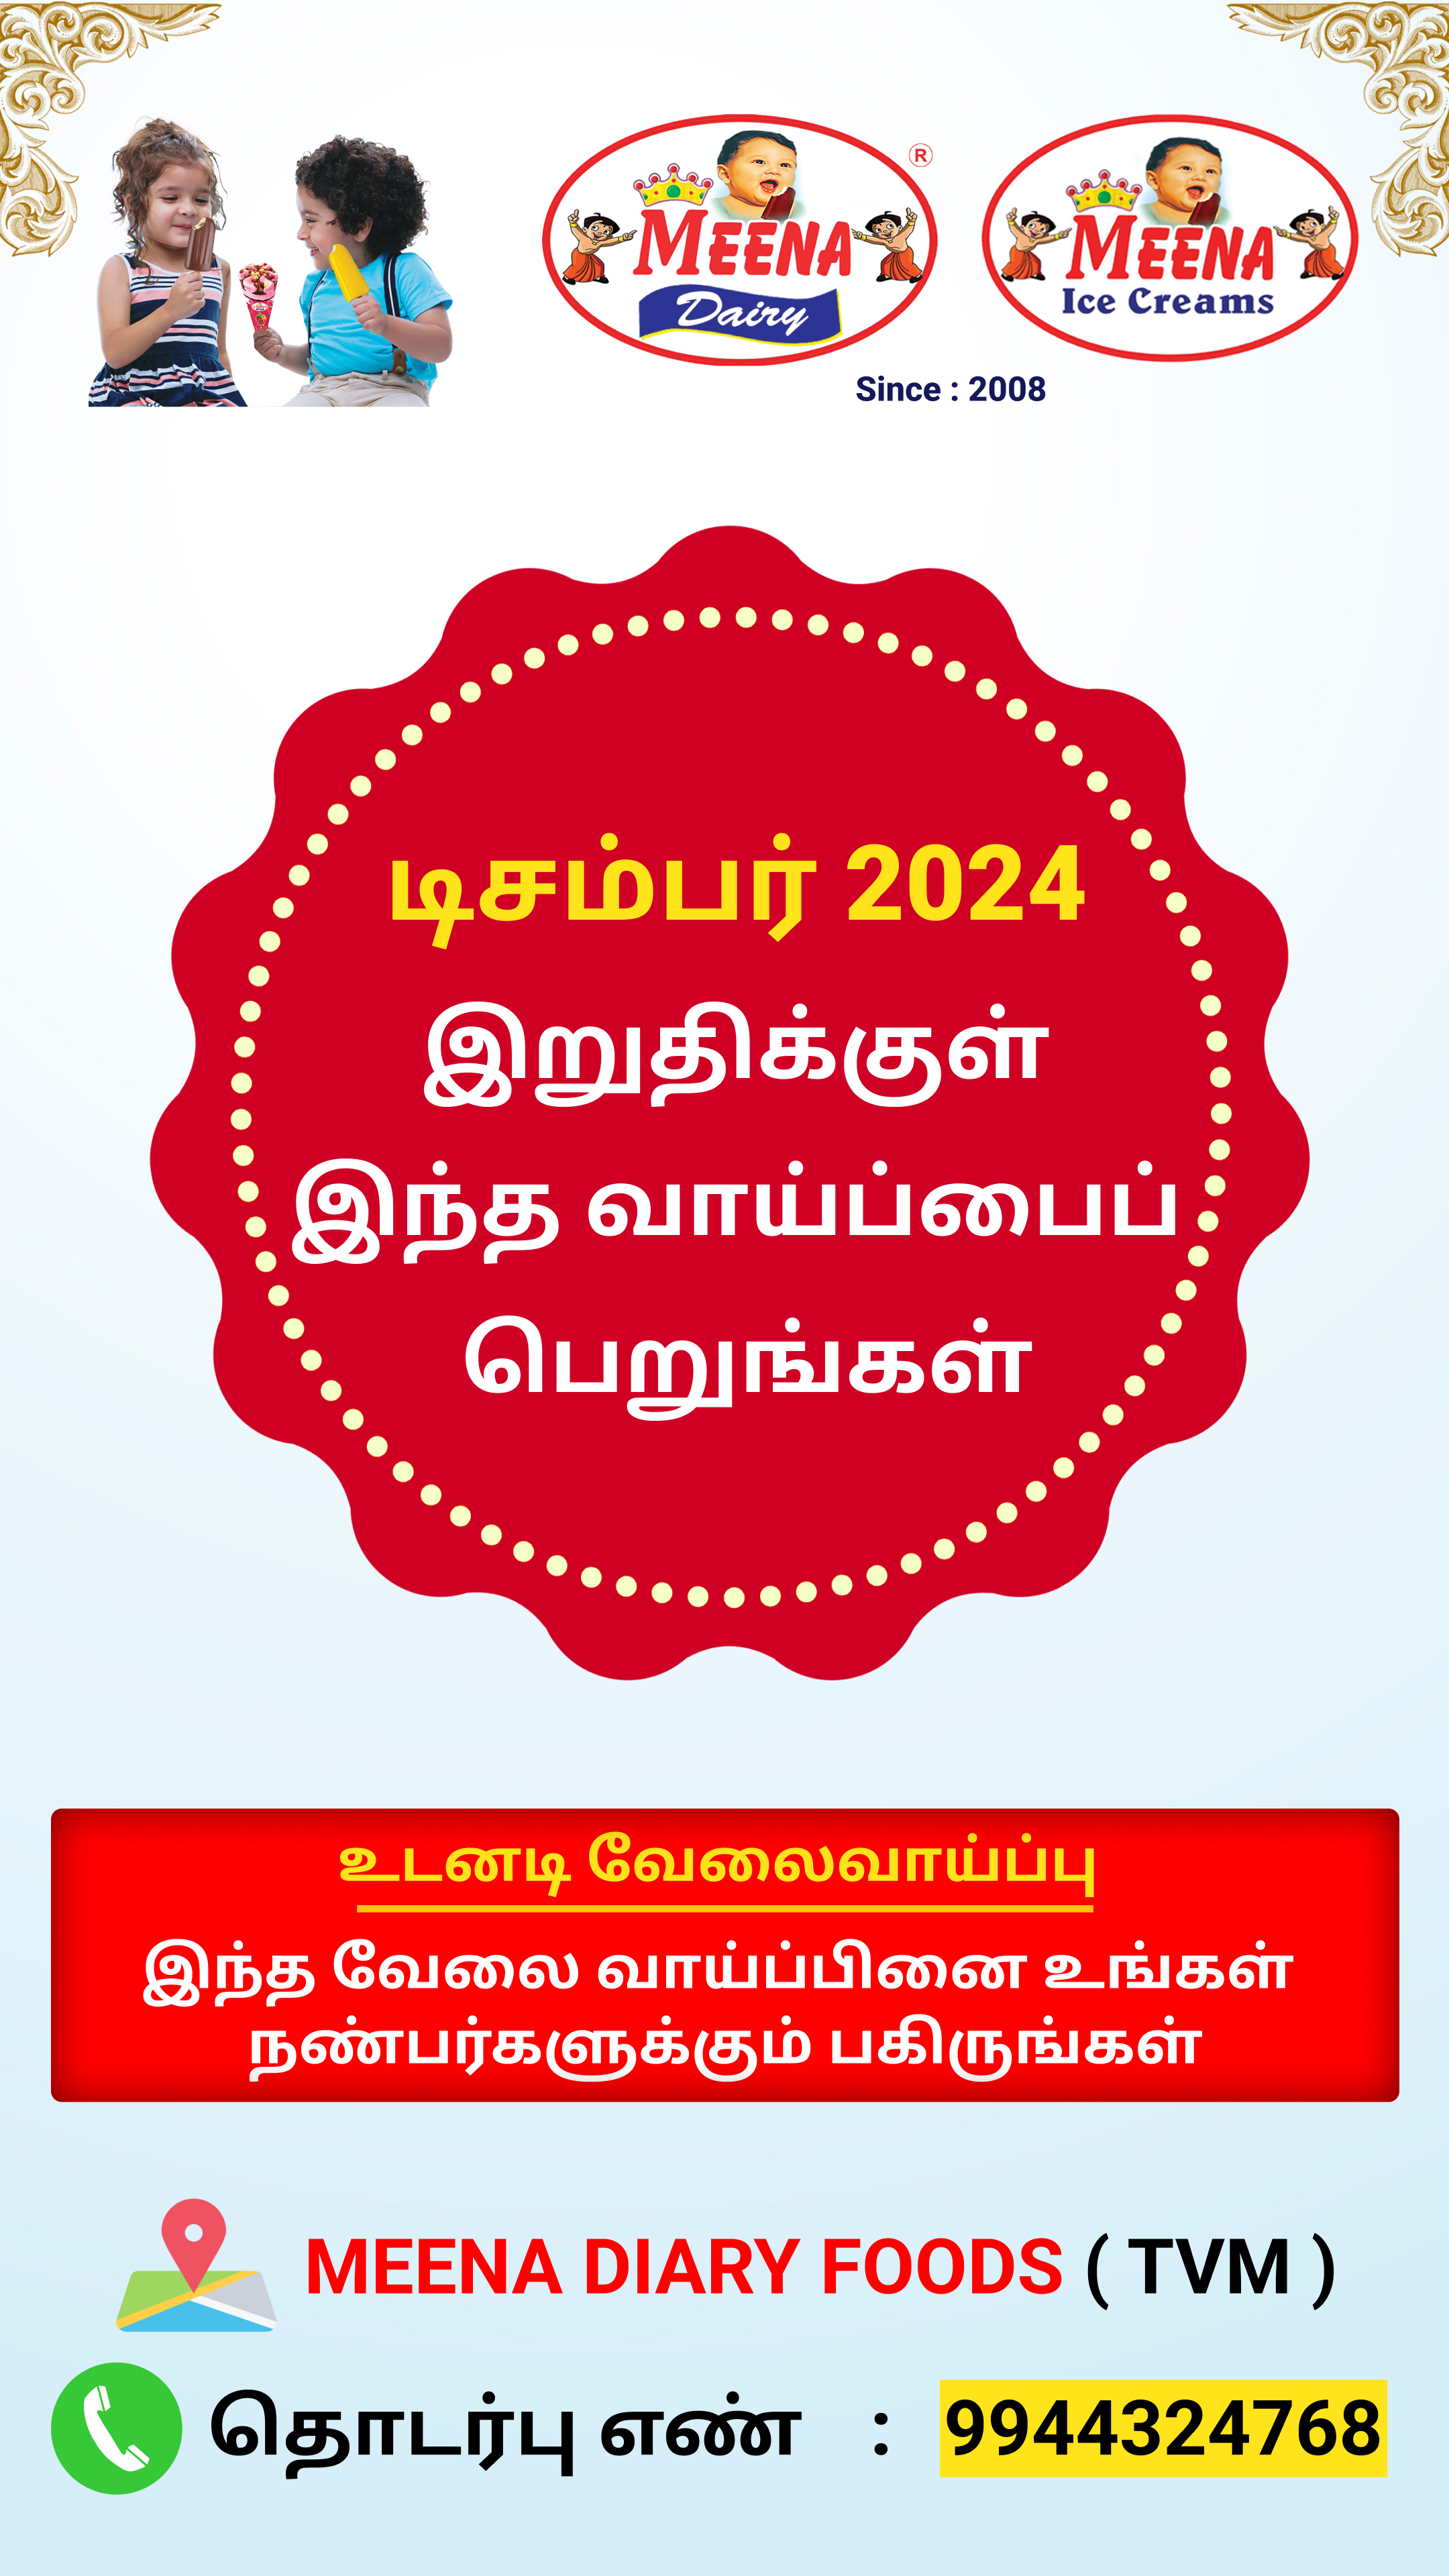 MEENA
Dairy
®
MEENA
Ice Creams
Since : 2008
டிசம்பர் 2024
இறுதிக்குள்
இந்த வாய்ப்பைப்
பெறுங்கள்
உடனடி வேலைவாய்ப்பு
இந்த வேலை வாய்ப்பினை உங்கள்
நண்பர்களுக்கும் பகிருங்கள்
MEENA DIARY FOODS ( TVM )
தொடர்பு எண் : 9944324768